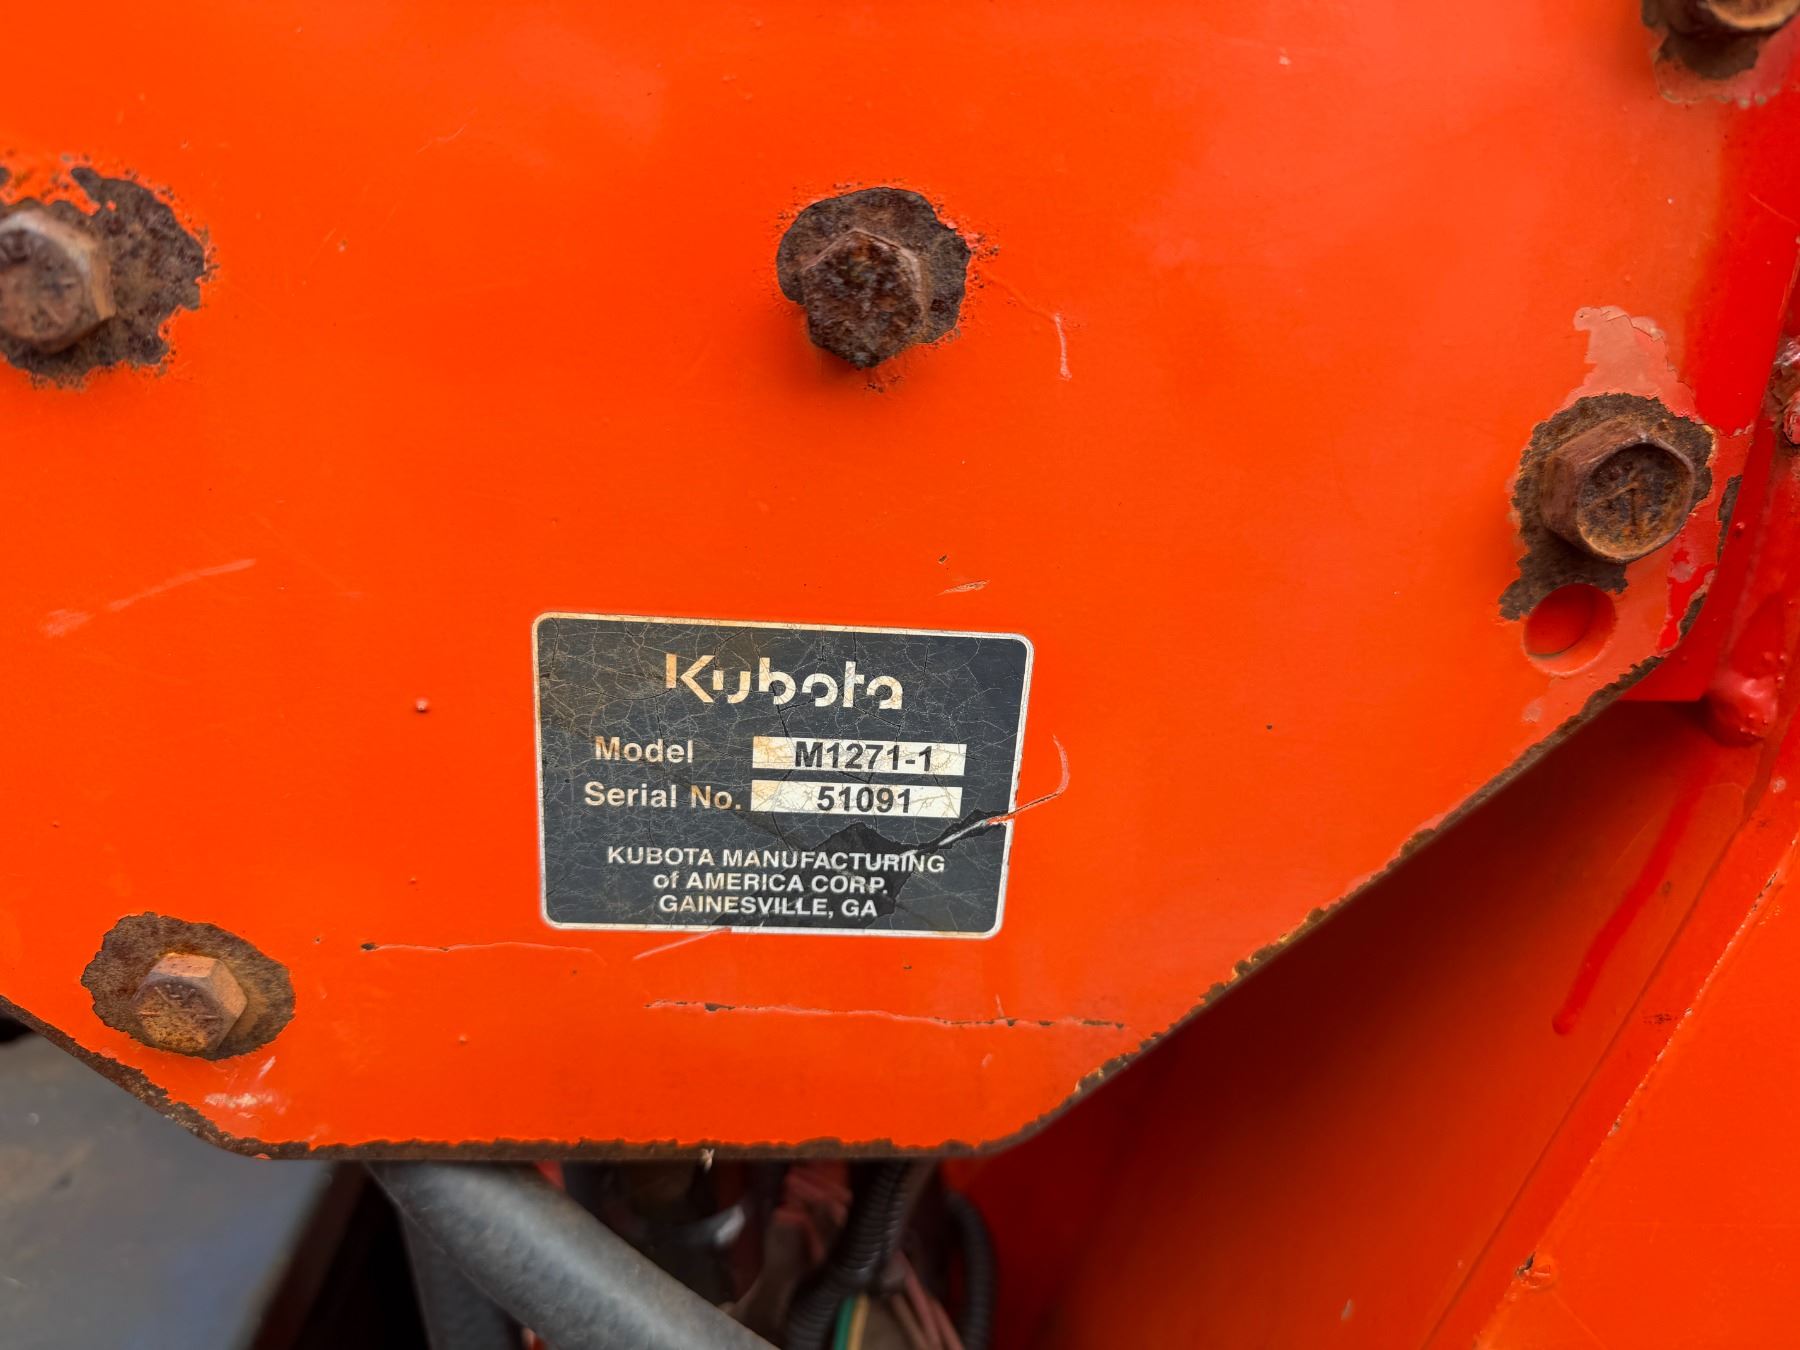 Kubota
Model M1271-1
Serial No. 51091
KUBOTA MANUFACTURING
of AMERICA CORP.
GAINESVILLE, GA